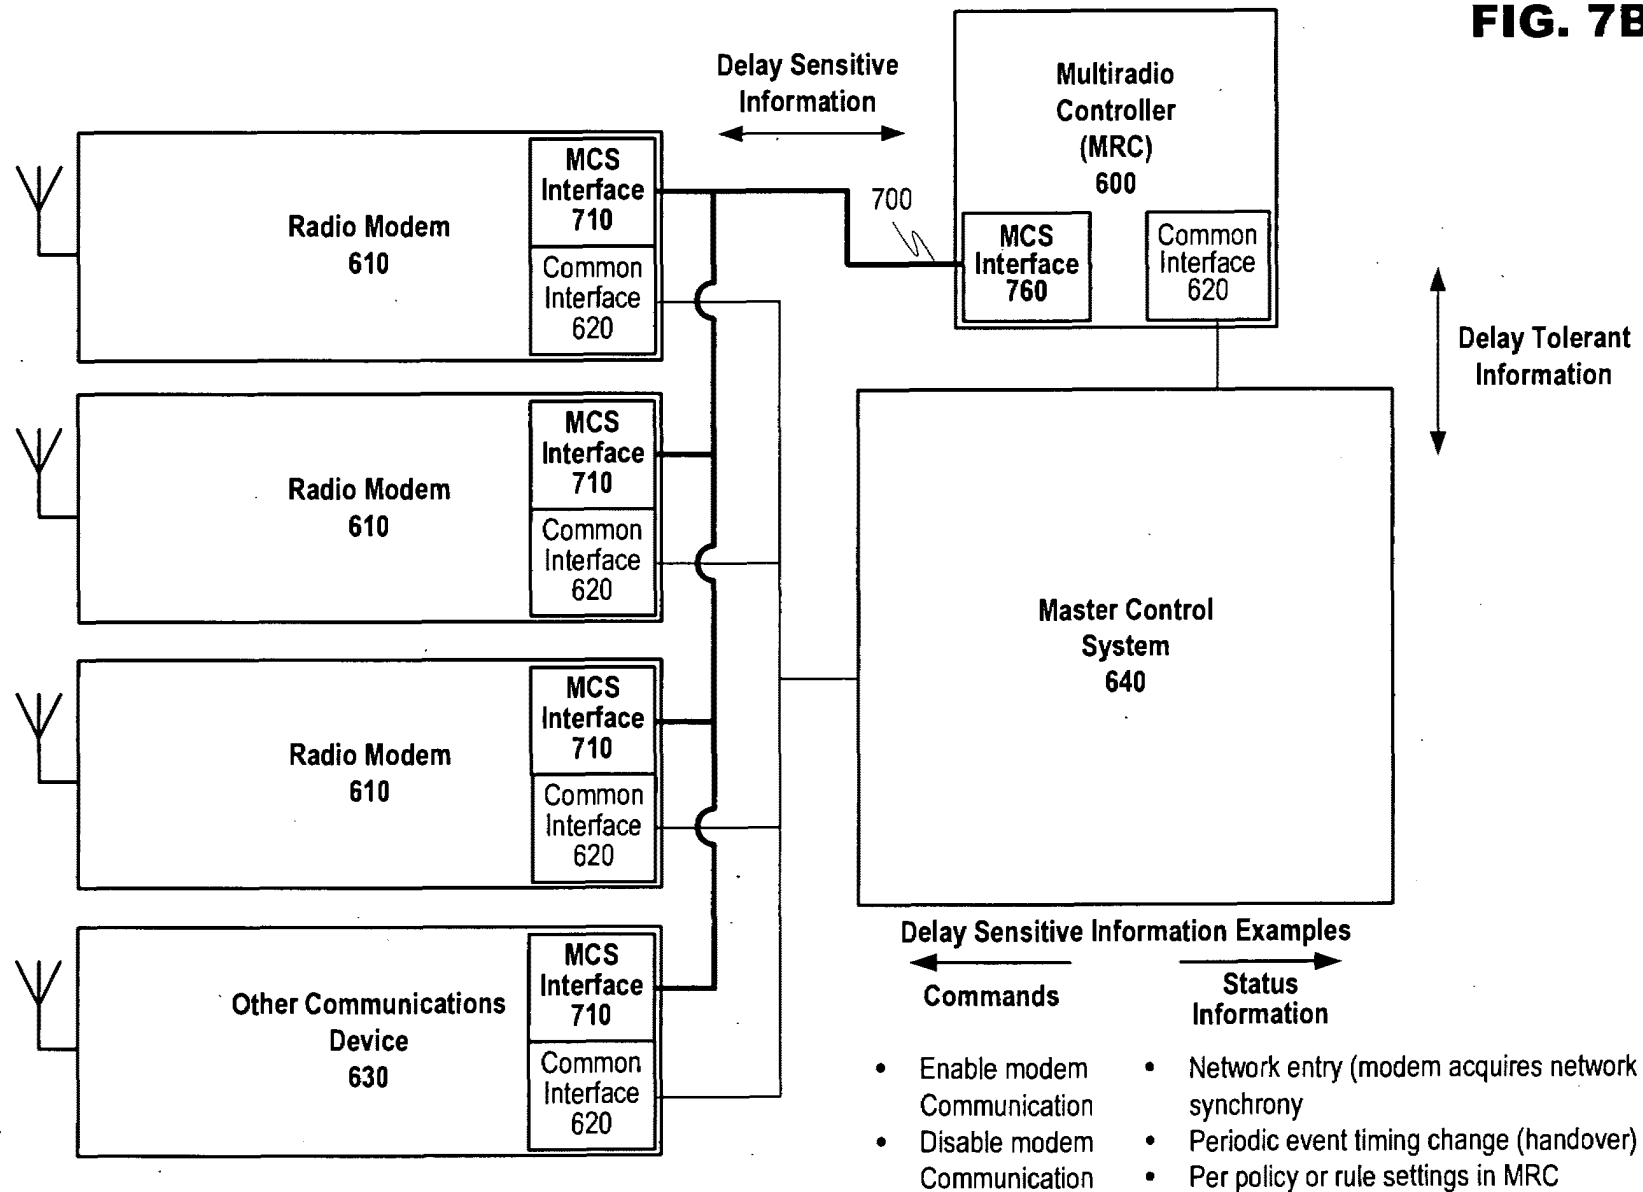 FIG. 7B
Delay Sensitive
Information
Multiradio
Controller
(MRC)
600
700
MCS
Interface
760
Common
Interface
620
Delay Tolerant
Information
Radio Modem
610
MCS
Interface
710
Common
Interface
620
Radio Modem
610
MCS
Interface
710
Common
Interface
620
Radio Modem
610
MCS
Interface
710
Common
Interface
620
Other Communications
Device
630
MCS
Interface
710
Common
Interface
620
Master Control
System
640
Delay Sensitive Information Examples
Commands
Status
Information
• Enable modem
Communication
• Disable modem
Communication
• Network entry (modem acquires network
synchrony
• Periodic event timing change (handover)
• Per policy or rule settings in MRC